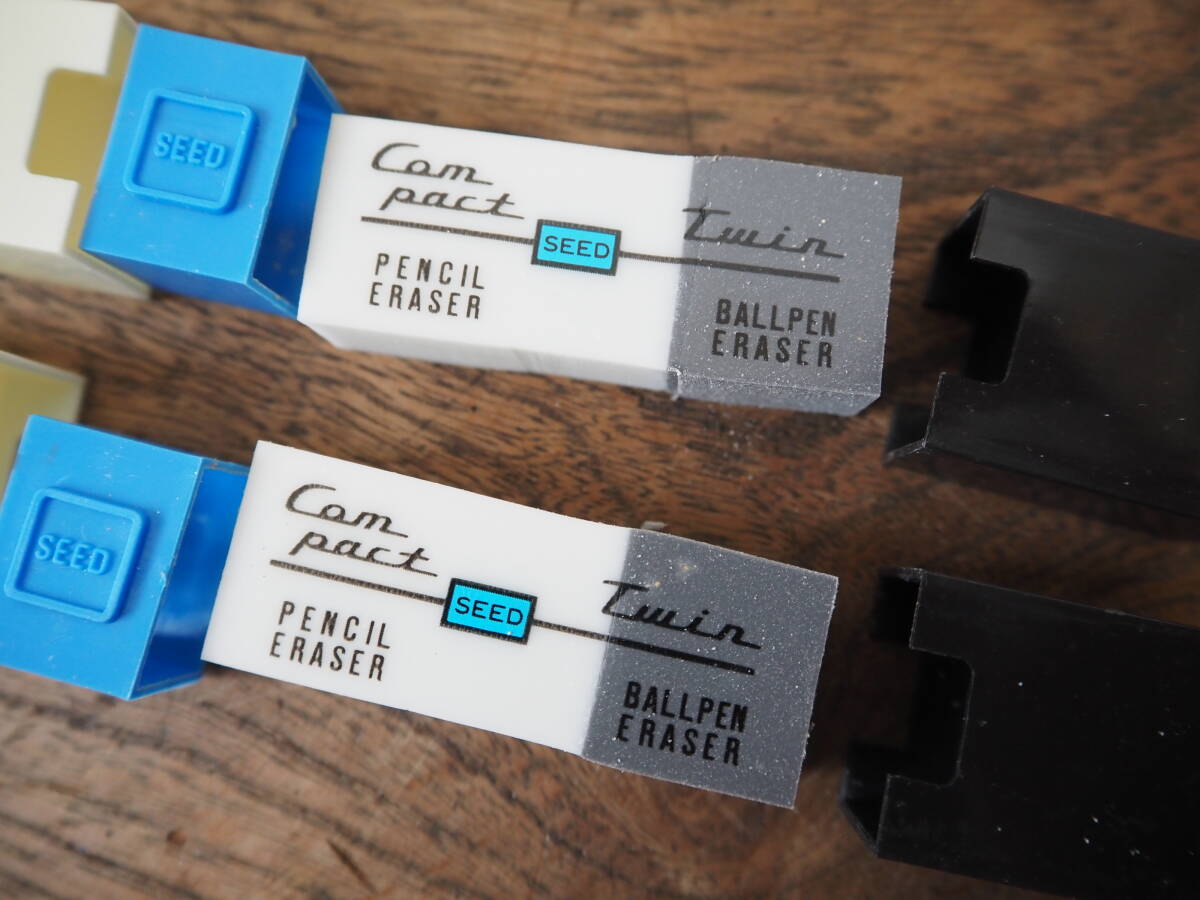 SEED
Com
pact
Twin
SEED
PENCIL
ERASER
BALLPEN
ERASER
SEED
Com
pact
Twin
SEED
PENCIL
ERASER
BALLPEN
ERASER